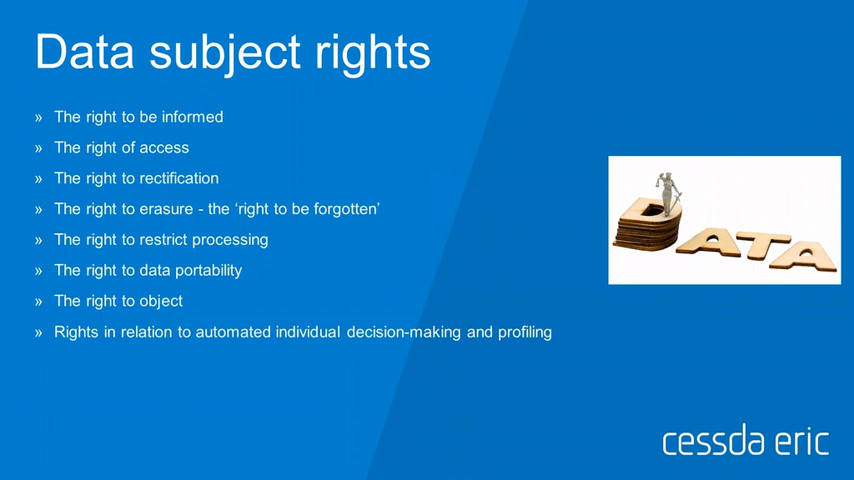 Data subject rights
» The right to be informed
» The right of access
» The right to rectification
» The right to erasure - the ‘right to be forgotten’
» The right to restrict processing
» The right to data portability
» The right to object
» Rights in relation to automated individual decision-making and profiling
DATA
cessda eric